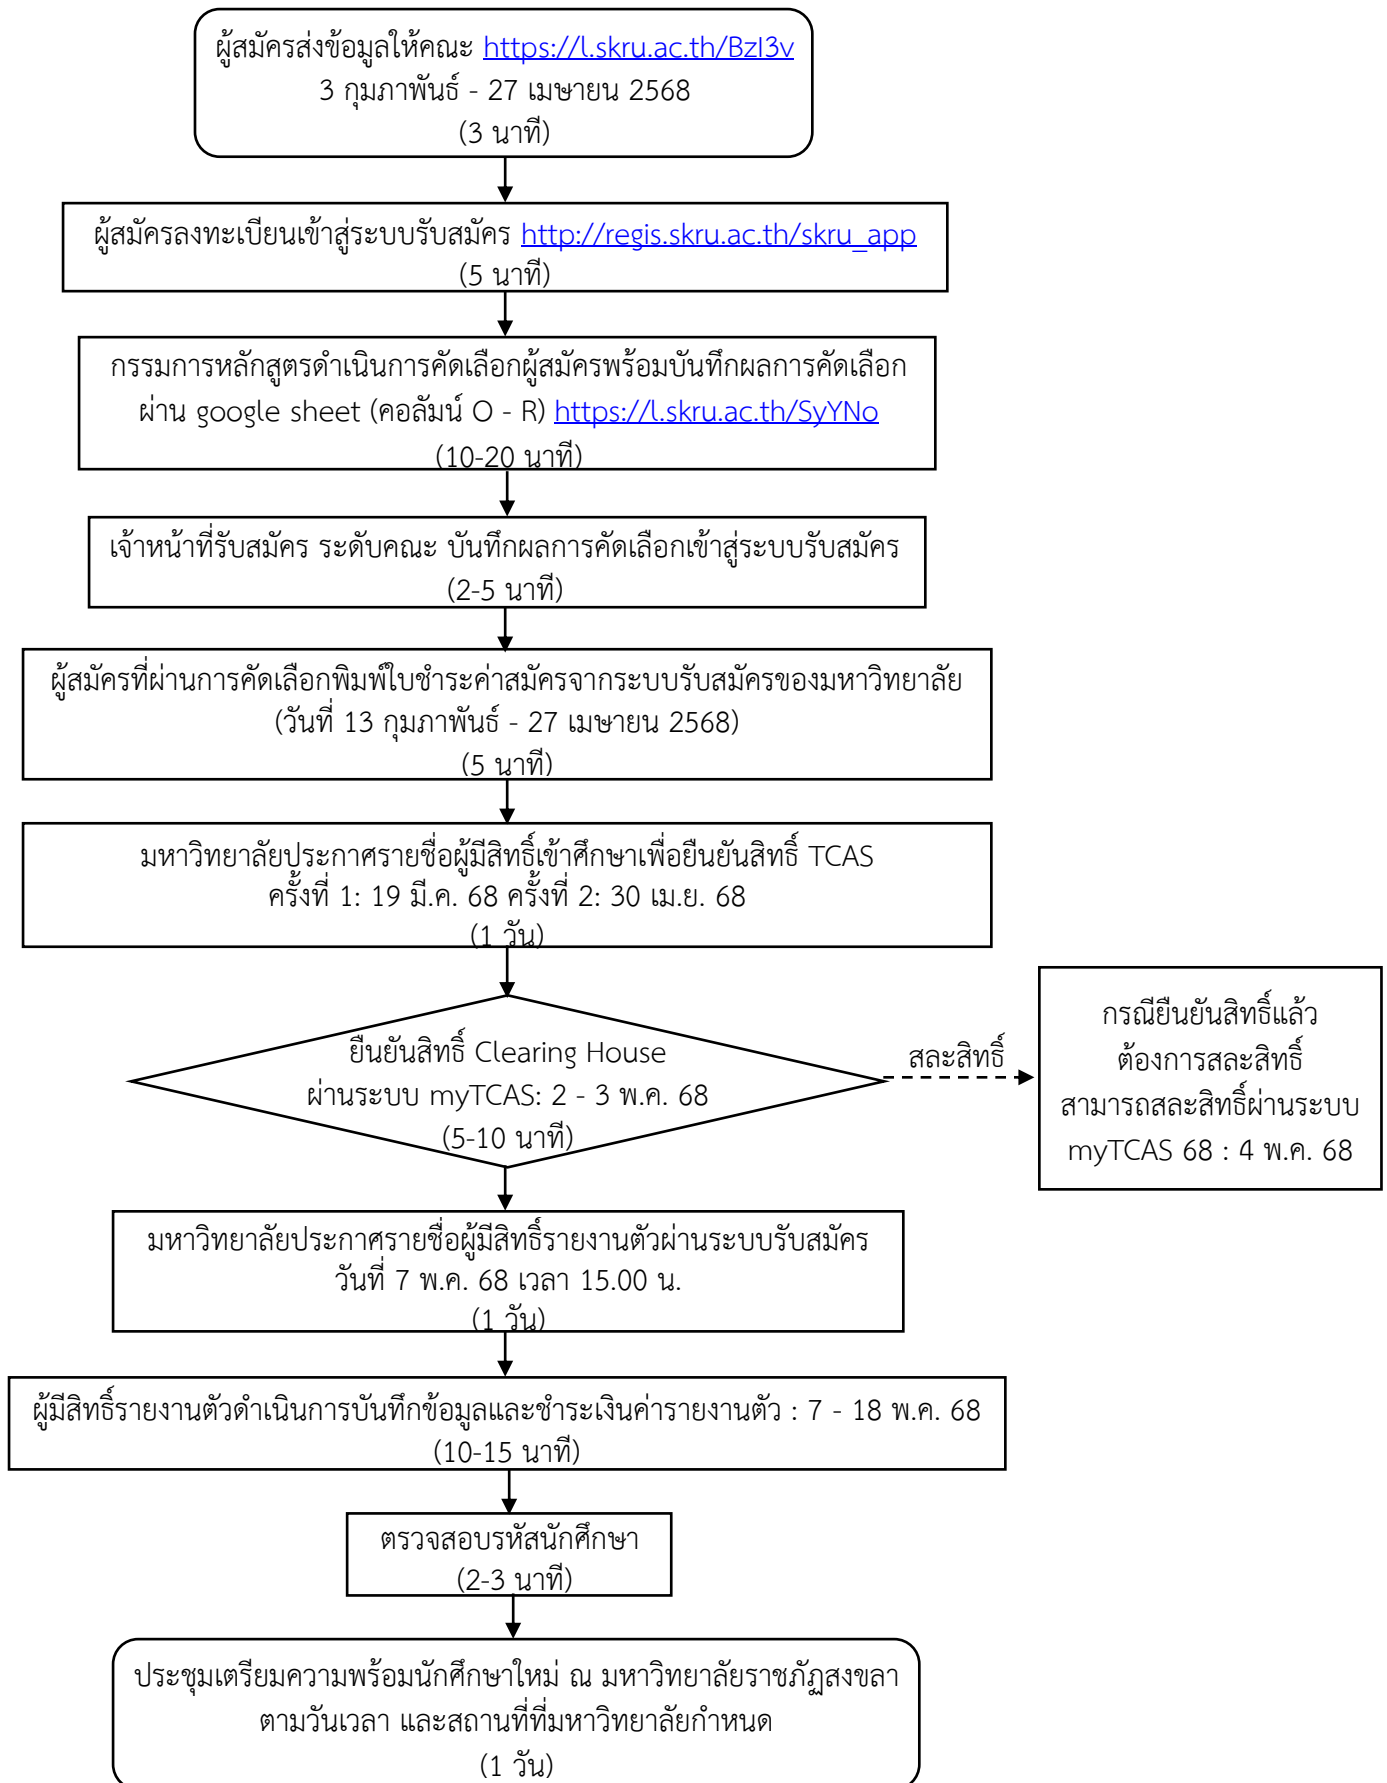 ผู้สมัครส่งข้อมูลให้คณะ https://l.skru.ac.th/BzI3v
3 กุมภาพันธ์ - 27 เมษายน 2568
(3 นาที)
ผู้สมัครลงทะเบียนเข้าสู่ระบบรับสมัคร http://regis.skru.ac.th/skru_app
(5 นาที)
กรรมการหลักสูตรดำเนินการคัดเลือกผู้สมัครพร้อมบันทึกผลการคัดเลือก
ผ่าน google sheet (คอลัมน์ O - R) https://l.skru.ac.th/SyYNo
(10-20 นาที)
เจ้าหน้าที่รับสมัคร ระดับคณะ บันทึกผลการคัดเลือกเข้าสู่ระบบรับสมัคร
(2-5 นาที)
ผู้สมัครที่ผ่านการคัดเลือกพิมพ์ใบชำระค่าสมัครจากระบบรับสมัครของมหาวิทยาลัย
(วันที่ 13 กุมภาพันธ์ - 27 เมษายน 2568)
(5 นาที)
มหาวิทยาลัยประกาศรายชื่อผู้มีสิทธิ์เข้าศึกษาเพื่อยืนยันสิทธิ์ TCAS
ครั้งที่ 1: 19 มี.ค. 68 ครั้งที่ 2: 30 เม.ย. 68
(1 วัน)
ยืนยันสิทธิ์ Clearing House
ผ่านระบบ myTCAS: 2 - 3 พ.ค. 68
(5-10 นาที)
สละสิทธิ์
กรณียืนยันสิทธิ์แล้ว
ต้องการสละสิทธิ์
สามารถสละสิทธิ์ผ่านระบบ
myTCAS 68 : 4 พ.ค. 68
มหาวิทยาลัยประกาศรายชื่อผู้มีสิทธิ์รายงานตัวผ่านระบบรับสมัคร
วันที่ 7 พ.ค. 68 เวลา 15.00 น.
(1 วัน)
ผู้มีสิทธิ์รายงานตัวดำเนินการบันทึกข้อมูลและชำระเงินค่ารายงานตัว : 7 - 18 พ.ค. 68
(10-15 นาที)
ตรวจสอบรหัสนักศึกษา
(2-3 นาที)
ประชุมเตรียมความพร้อมนักศึกษาใหม่ ณ มหาวิทยาลัยราชภัฏสงขลา
ตามวันเวลา และสถานที่ที่มหาวิทยาลัยกำหนด
(1 วัน)